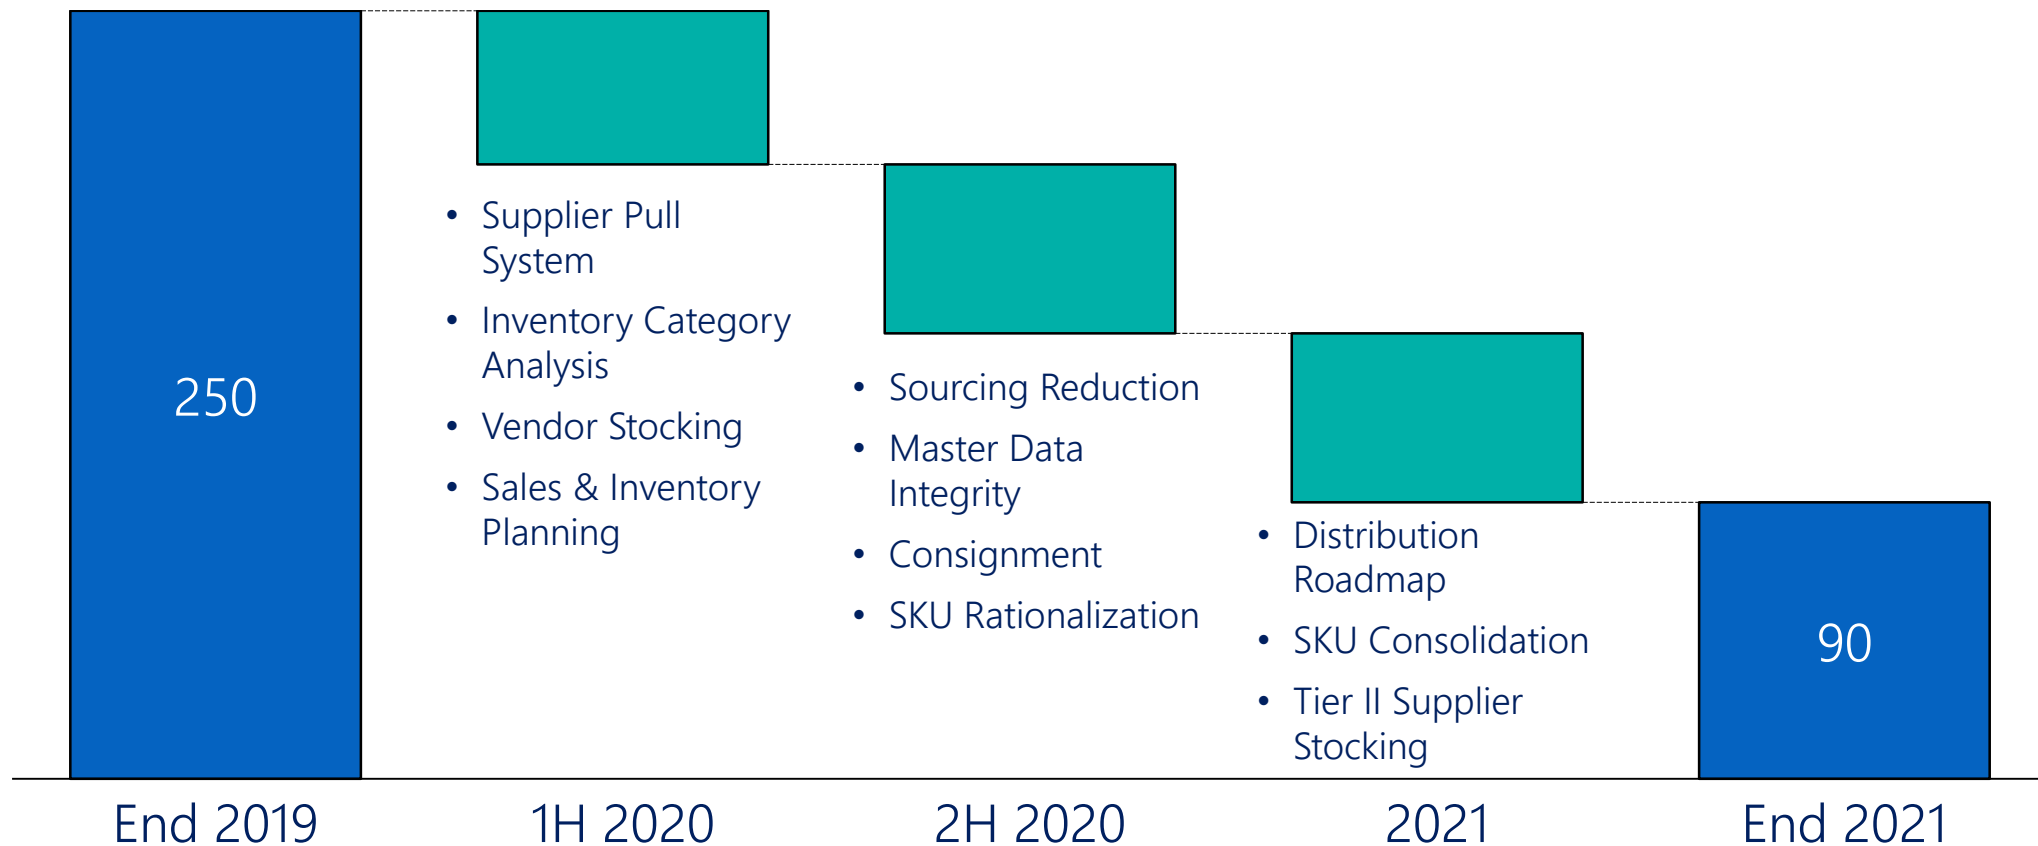 250
• Supplier Pull
System
• Inventory Category
Analysis
• Vendor Stocking
• Sales & Inventory
Planning
• Sourcing Reduction
• Master Data
Integrity
• Consignment
• SKU Rationalization
• Distribution
Roadmap
• SKU Consolidation
• Tier II Supplier
Stocking
90
End 2019
1H 2020
2H 2020
2021
End 2021